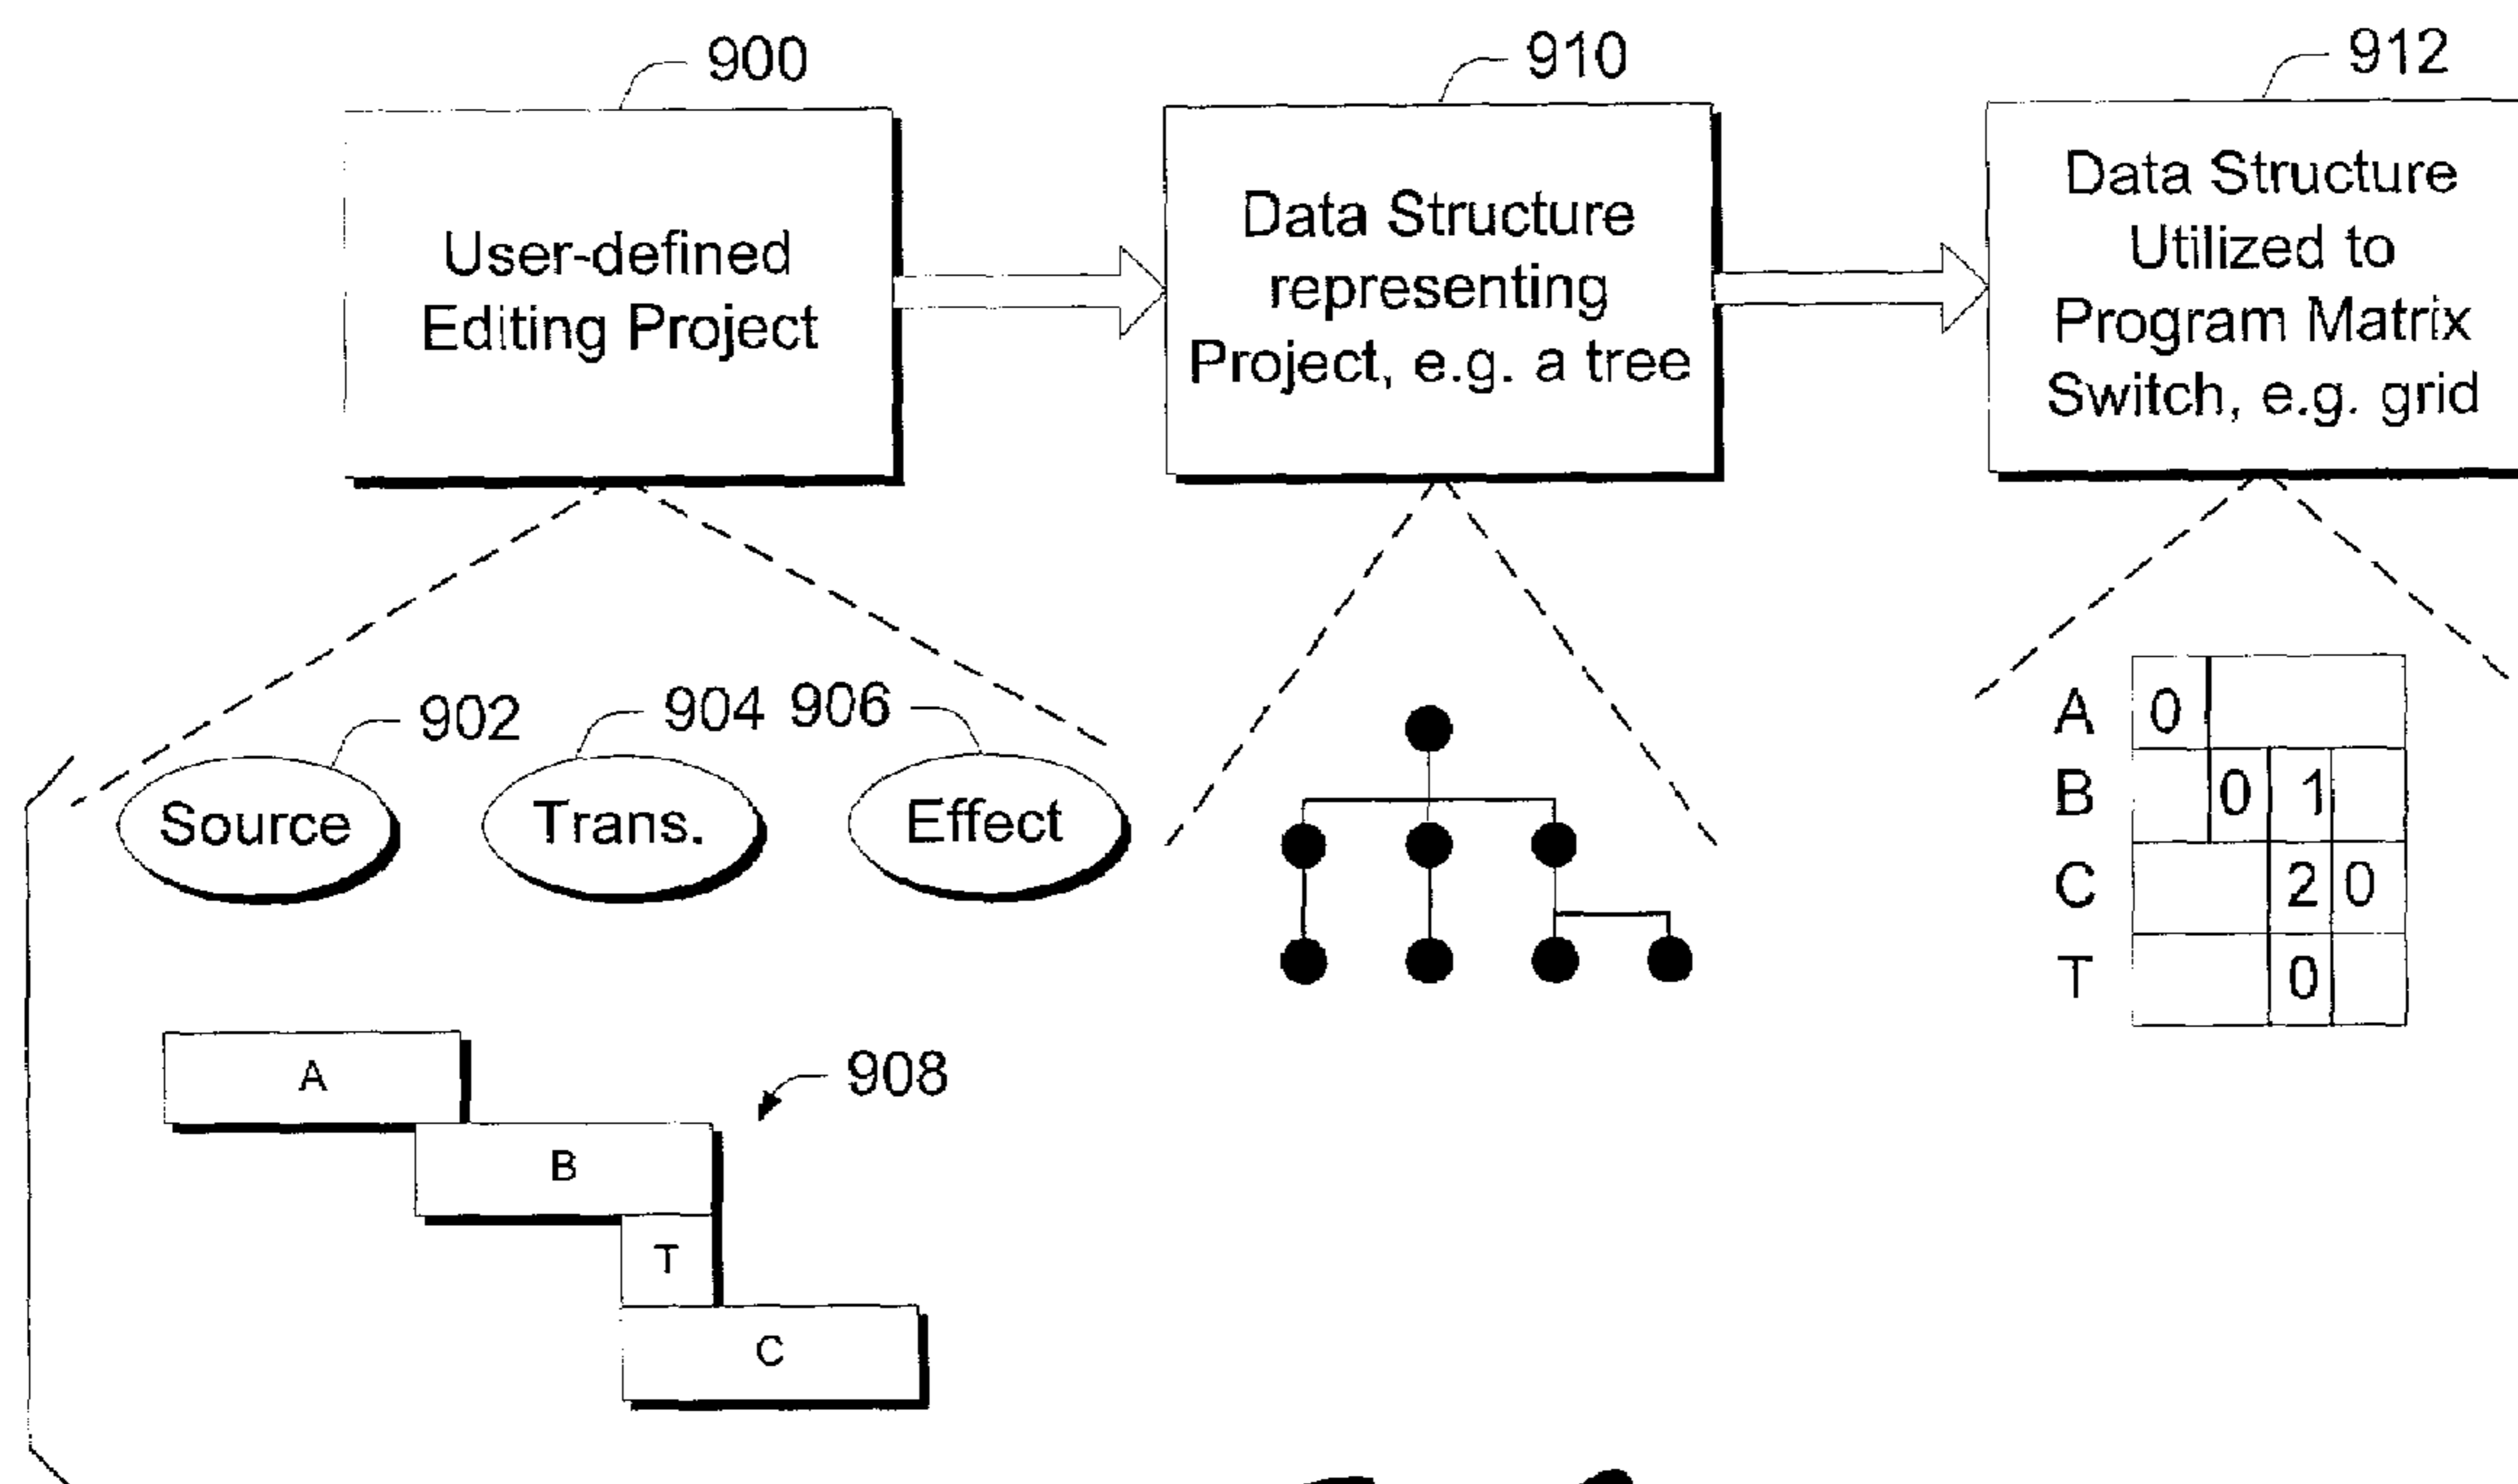 900
910
912
User-defined
Editing Project
Data Structure
representing
Project, e.g. a tree
Data Structure
Utilized to
Program Matrix
Switch, e.g. grid
902
904
906
Source
Trans.
Effect
A 0
B 0 1
C 2 0
T 0
908
A
B
T
C